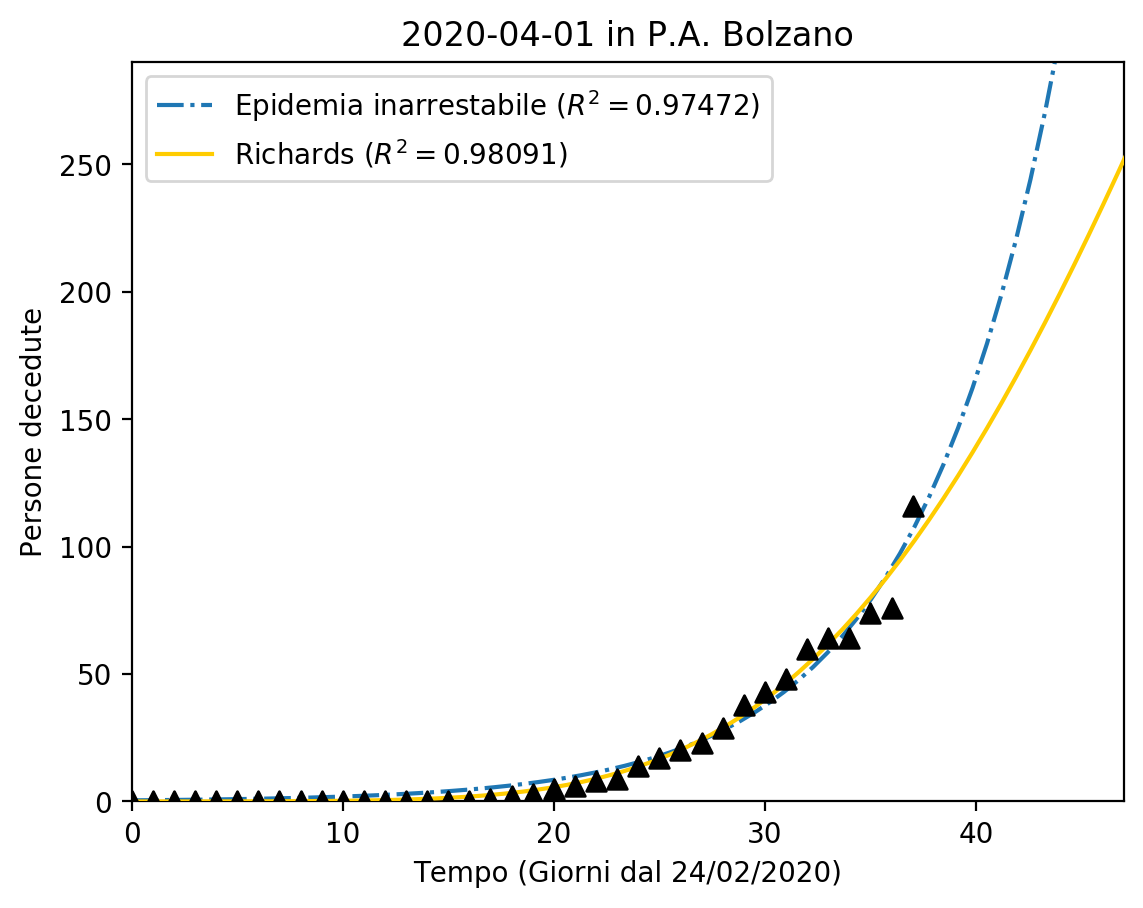 2020-04-01 in P.A. Bolzano
Epidemia inarrestabile (R² = 0.97472)
Richards (R² = 0.98091)
250
200
150
100
50
0
Persone decedute
0 10 20 30 40
Tempo (Giorni dal 24/02/2020)